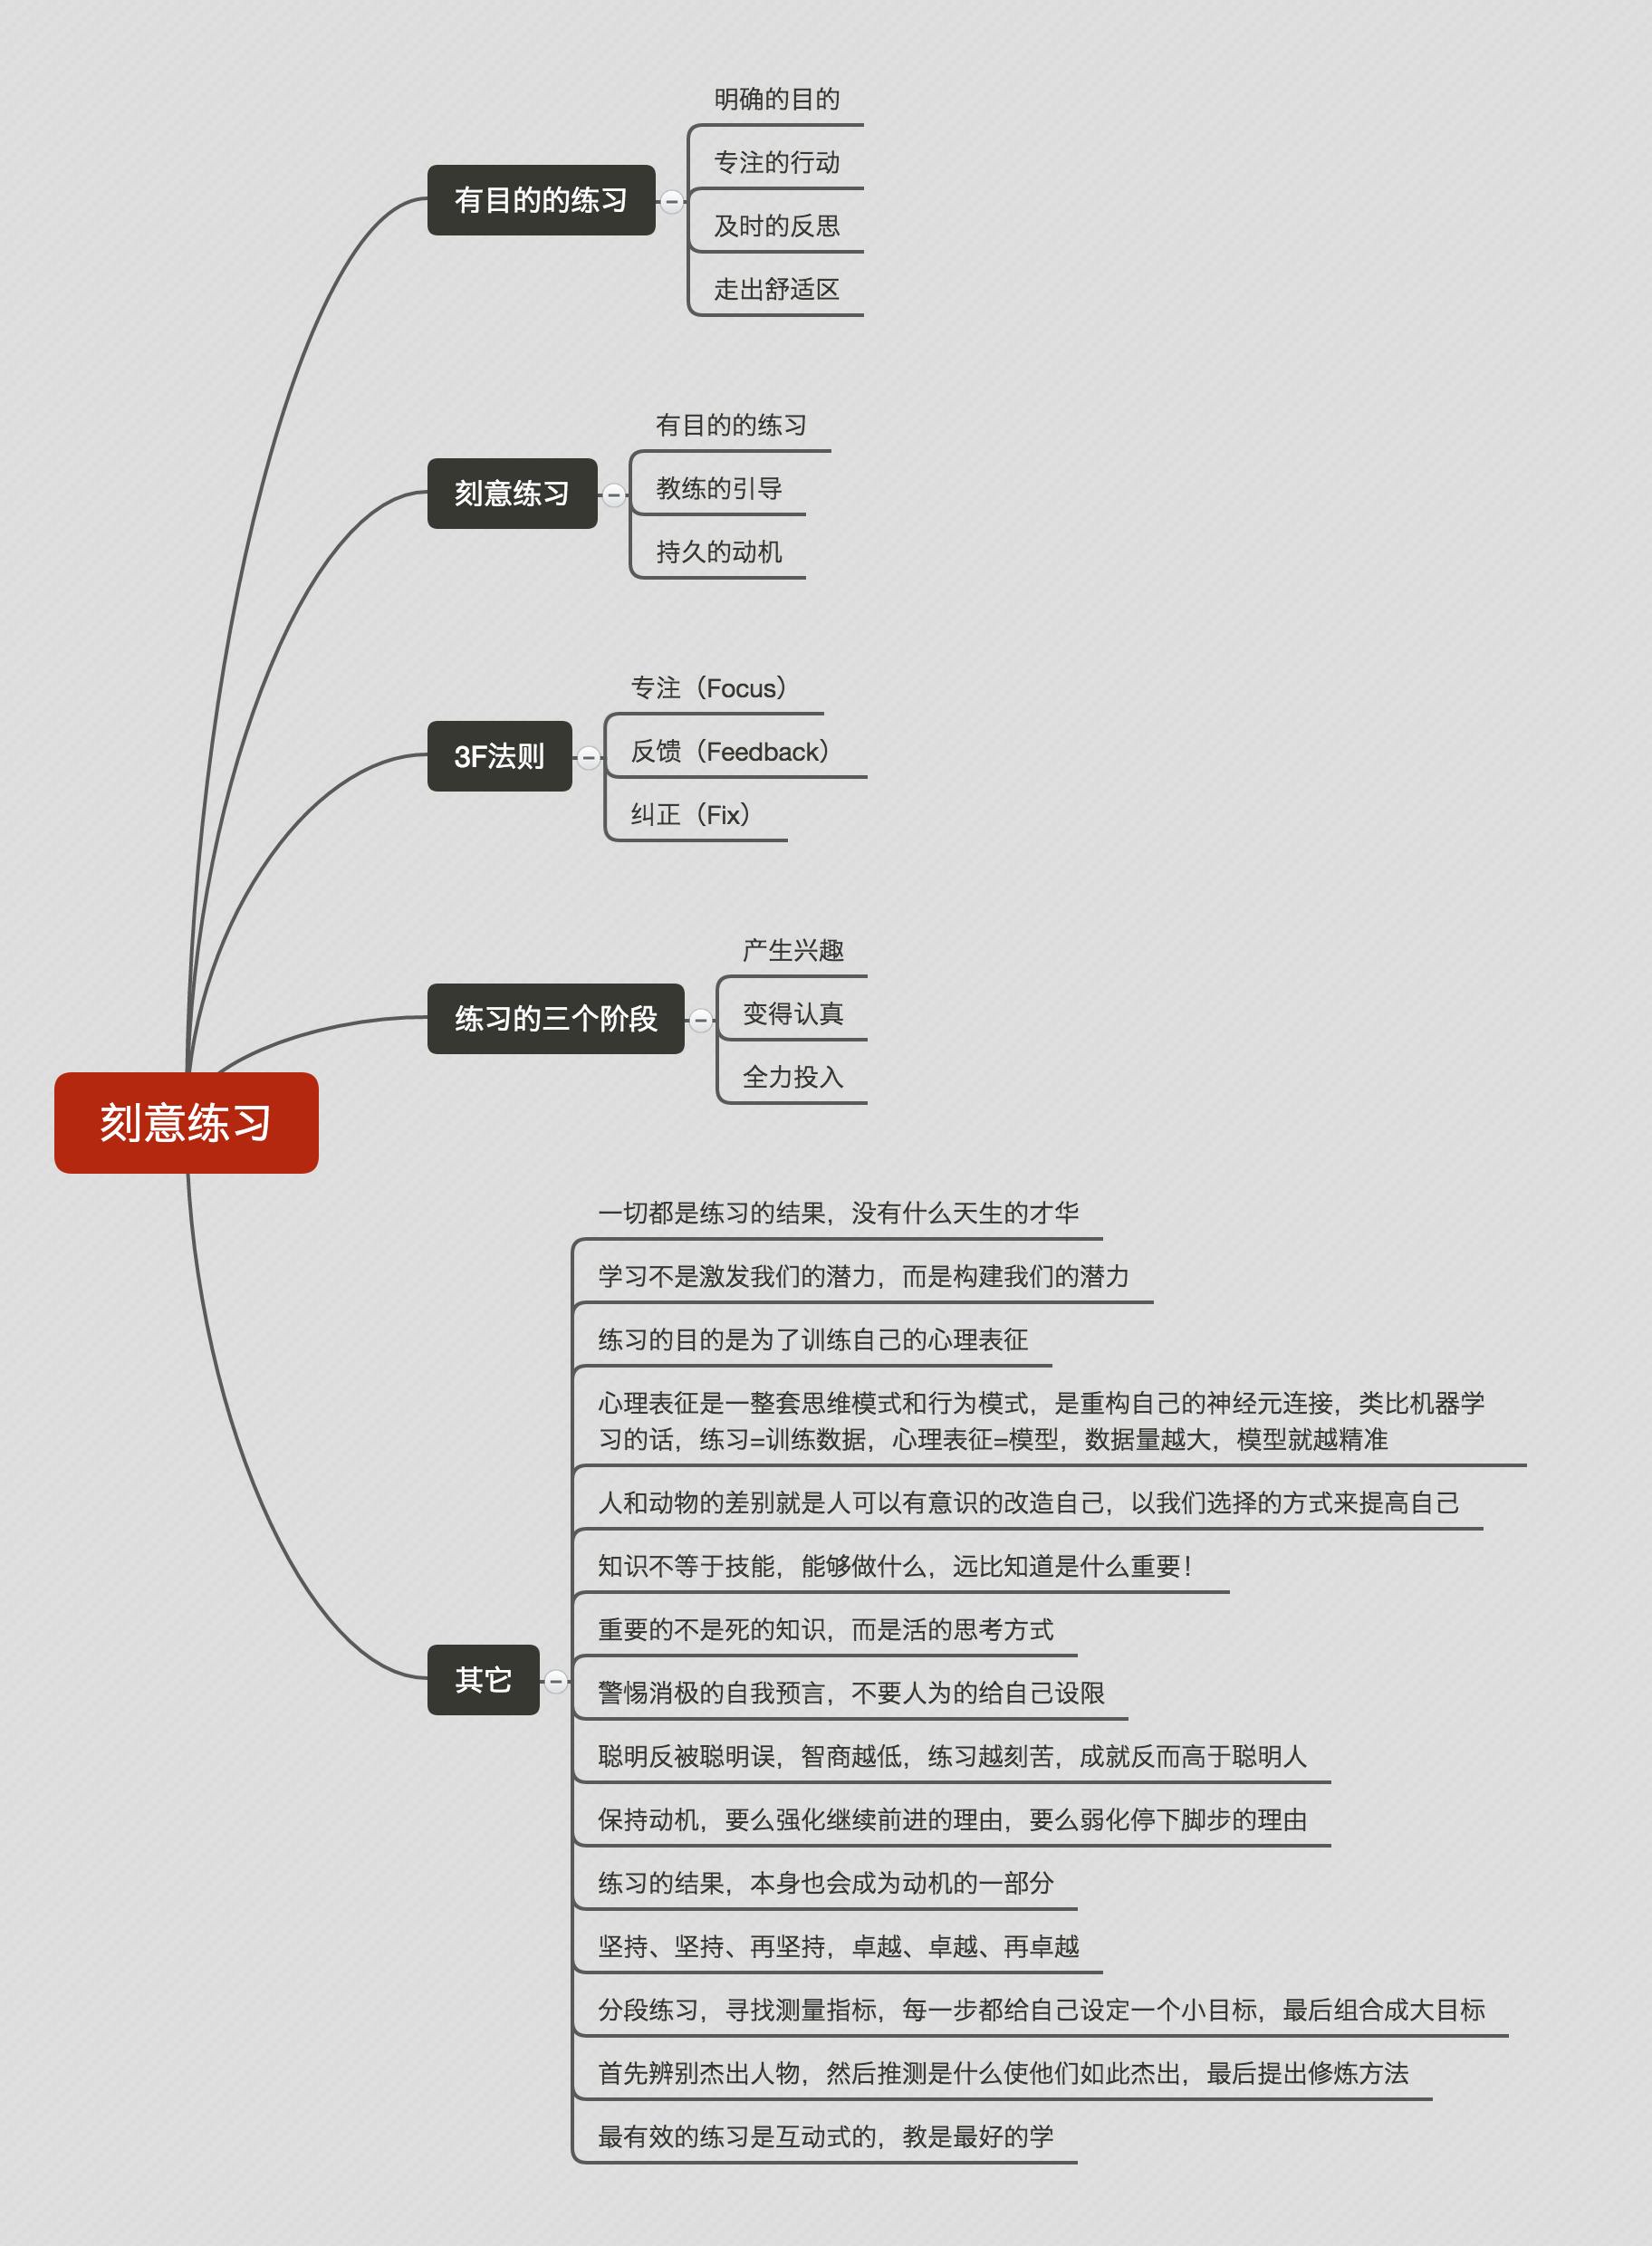 明确的目的
专注的行动
有目的的练习
及时的反思
走出舒适区
有目的的练习
刻意练习
教练的引导
持久的动机
专注（Focus）
3F法则
反馈（Feedback）
纠正（Fix）
产生兴趣
练习的三个阶段
变得认真
全力投入
刻意练习
一切都是练习的结果，没有什么天生的才华
学习不是激发我们的潜力，而是构建我们的潜力
练习的目的是为了训练自己的心理表征
心理表征是一整套思维模式和行为模式，是重构自己的神经元连接，类比机器学
习的话，练习=训练数据，心理表征=模型，数据量越大，模型就越精准
人和动物的差别就是人可以有意识的改造自己，以我们选择的方式来提高自己
知识不等于技能，能够做什么，远比知道是什么重要！
重要的不是死的知识，而是活的思考方式
其它
警惕消极的自我预言，不要人为的给自己设限
聪明反被聪明误，智商越低，练习越刻苦，成就反而高于聪明人
保持动机，要么强化继续前进的理由，要么弱化停下脚步的理由
练习的结果，本身也会成为动机的一部分
坚持、坚持、再坚持，卓越、卓越、再卓越
分段练习，寻找测量指标，每一步都给自己设定一个小目标，最后组合成大目标
首先辨别杰出人物，然后推测是什么使他们如此杰出，最后提出修炼方法
最有效的练习是互动式的，教是最好的学